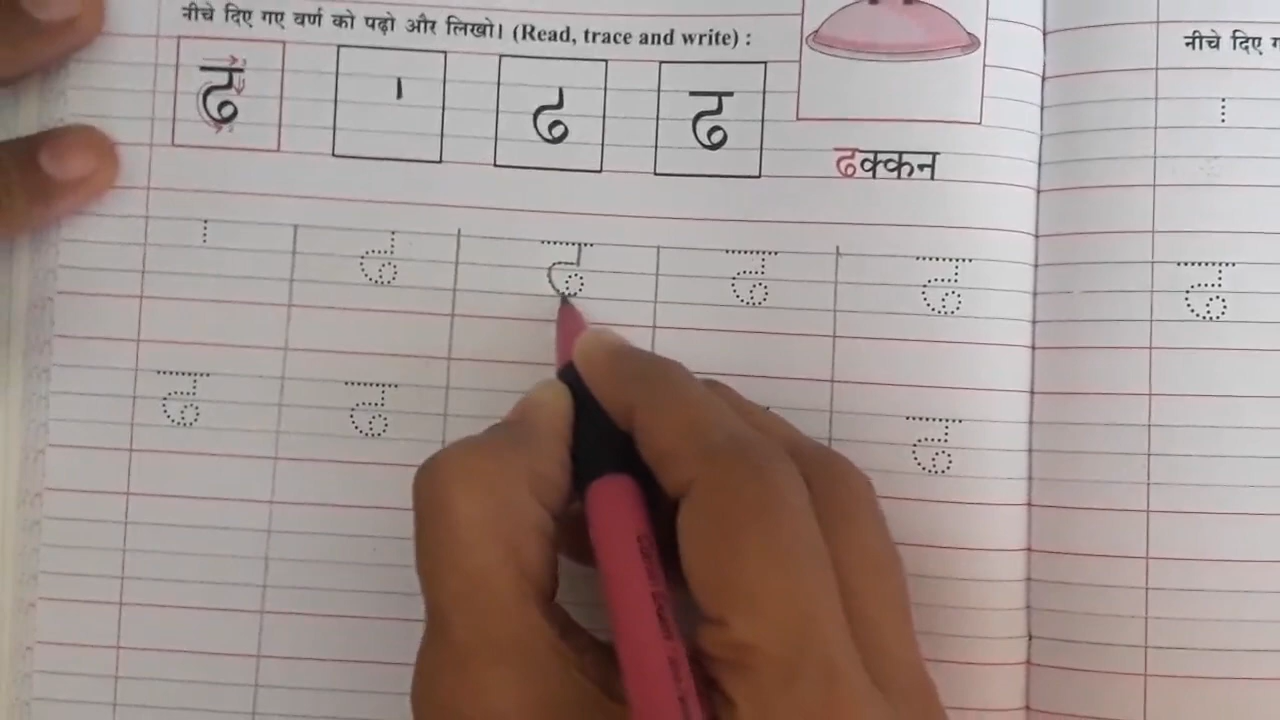 नीचे दिए गए वर्ण को पढ़ो और लिखो। (Read, trace and write) :
नीचे दिए
ढ ' ढ ढ
ढक्कन
ढ ढ ढ ढ ढ
ढ ढ ढ